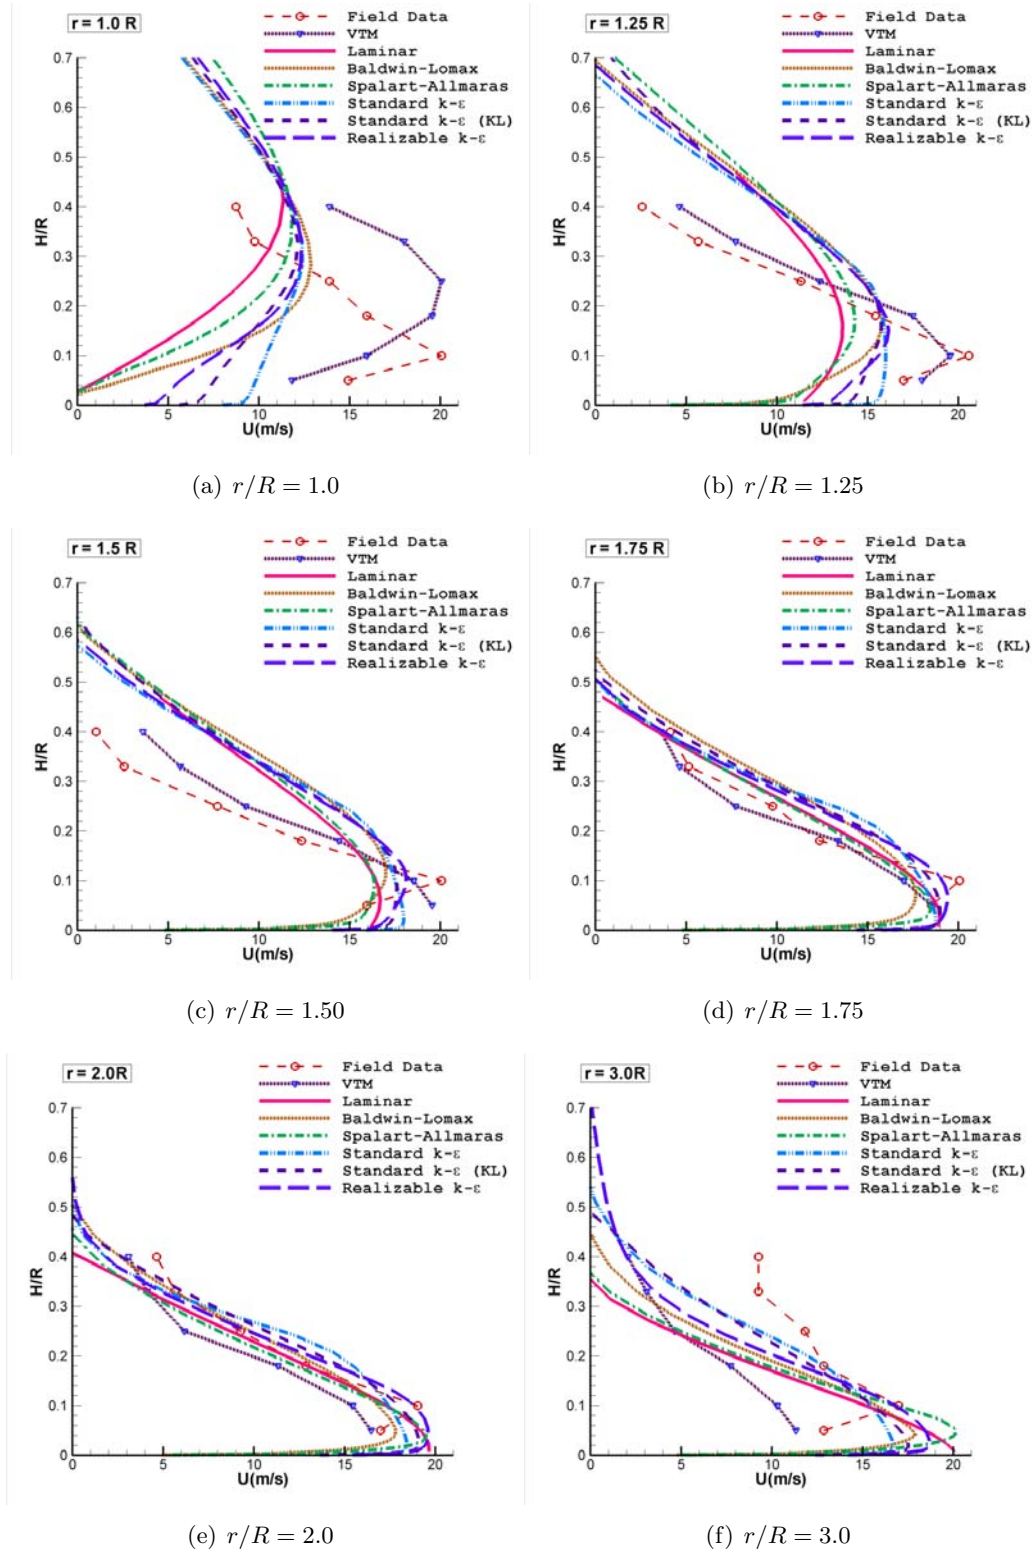 r = 1.0 R
Field Data
VTM
Laminar
Baldwin-Lomax
Spalart-Allmaras
Standard k-ε
Standard k-ε (KL)
Realizable k-ε
0.7
0.6
0.5
0.4
0.3
0.2
0.1
0
H/R
0 5 10 15 20
U(m/s)
(a) r/R = 1.0
r = 1.25 R
Field Data
VTM
Laminar
Baldwin-Lomax
Spalart-Allmaras
Standard k-ε
Standard k-ε (KL)
Realizable k-ε
0.7
0.6
0.5
0.4
0.3
0.2
0.1
0
H/R
0 5 10 15 20
U(m/s)
(b) r/R = 1.25
r = 1.5 R
Field Data
VTM
Laminar
Baldwin-Lomax
Spalart-Allmaras
Standard k-ε
Standard k-ε (KL)
Realizable k-ε
0.7
0.6
0.5
0.4
0.3
0.2
0.1
0
H/R
0 5 10 15 20
U(m/s)
(c) r/R = 1.50
r = 1.75 R
Field Data
VTM
Laminar
Baldwin-Lomax
Spalart-Allmaras
Standard k-ε
Standard k-ε (KL)
Realizable k-ε
0.7
0.6
0.5
0.4
0.3
0.2
0.1
0
H/R
0 5 10 15 20
U(m/s)
(d) r/R = 1.75
r = 2.0R
Field Data
VTM
Laminar
Baldwin-Lomax
Spalart-Allmaras
Standard k-ε
Standard k-ε (KL)
Realizable k-ε
0.7
0.6
0.5
0.4
0.3
0.2
0.1
0
H/R
0 5 10 15 20
U(m/s)
(e) r/R = 2.0
r = 3.0R
Field Data
VTM
Laminar
Baldwin-Lomax
Spalart-Allmaras
Standard k-ε
Standard k-ε (KL)
Realizable k-ε
0.7
0.6
0.5
0.4
0.3
0.2
0.1
0
H/R
0 5 10 15 20
U(m/s)
(f) r/R = 3.0